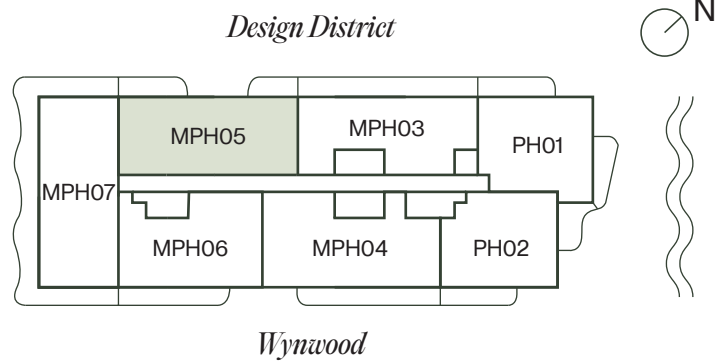 N
Design District
MPH05
MPH03
PH01
MPH07
MPH06
MPH04
PH02
Wynwood